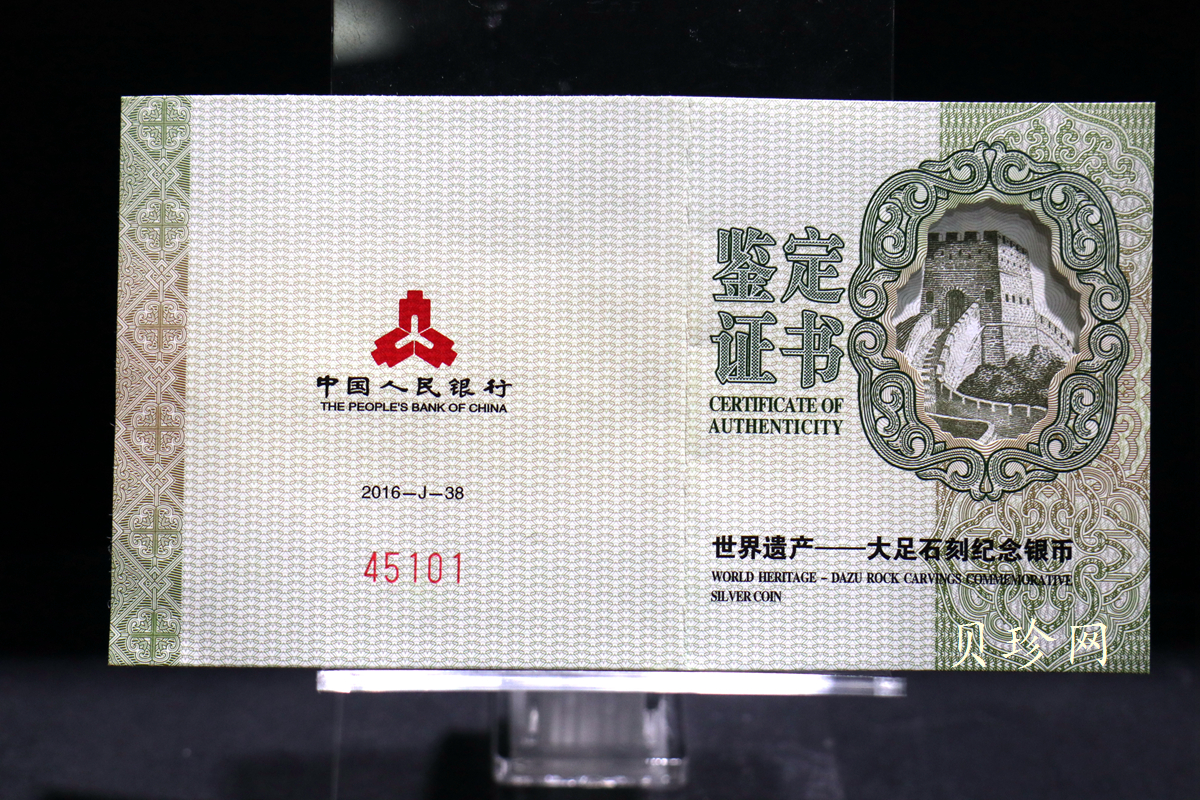 中国人民银行
THE PEOPLE'S BANK OF CHINA
2016－J－38
45101
鉴定
证书
CERTIFICATE OF
AUTHENTICITY
世界遗产——大足石刻纪念银币
WORLD HERITAGE – DAZU ROCK CARVINGS COMMEMORATIVE
SILVER COIN
贝珍网